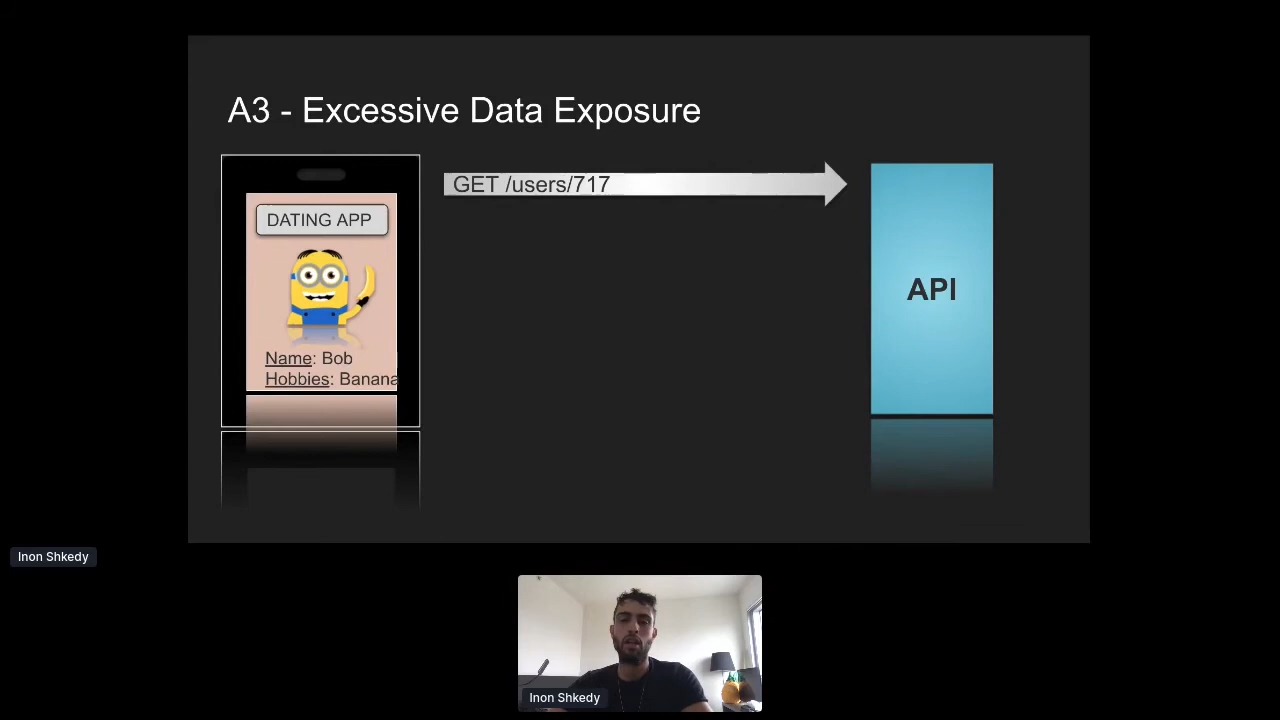 A3 - Excessive Data Exposure
GET /users/717
DATING APP
API
Name: Bob
Hobbies: Banana
Inon Shkedy
Inon Shkedy